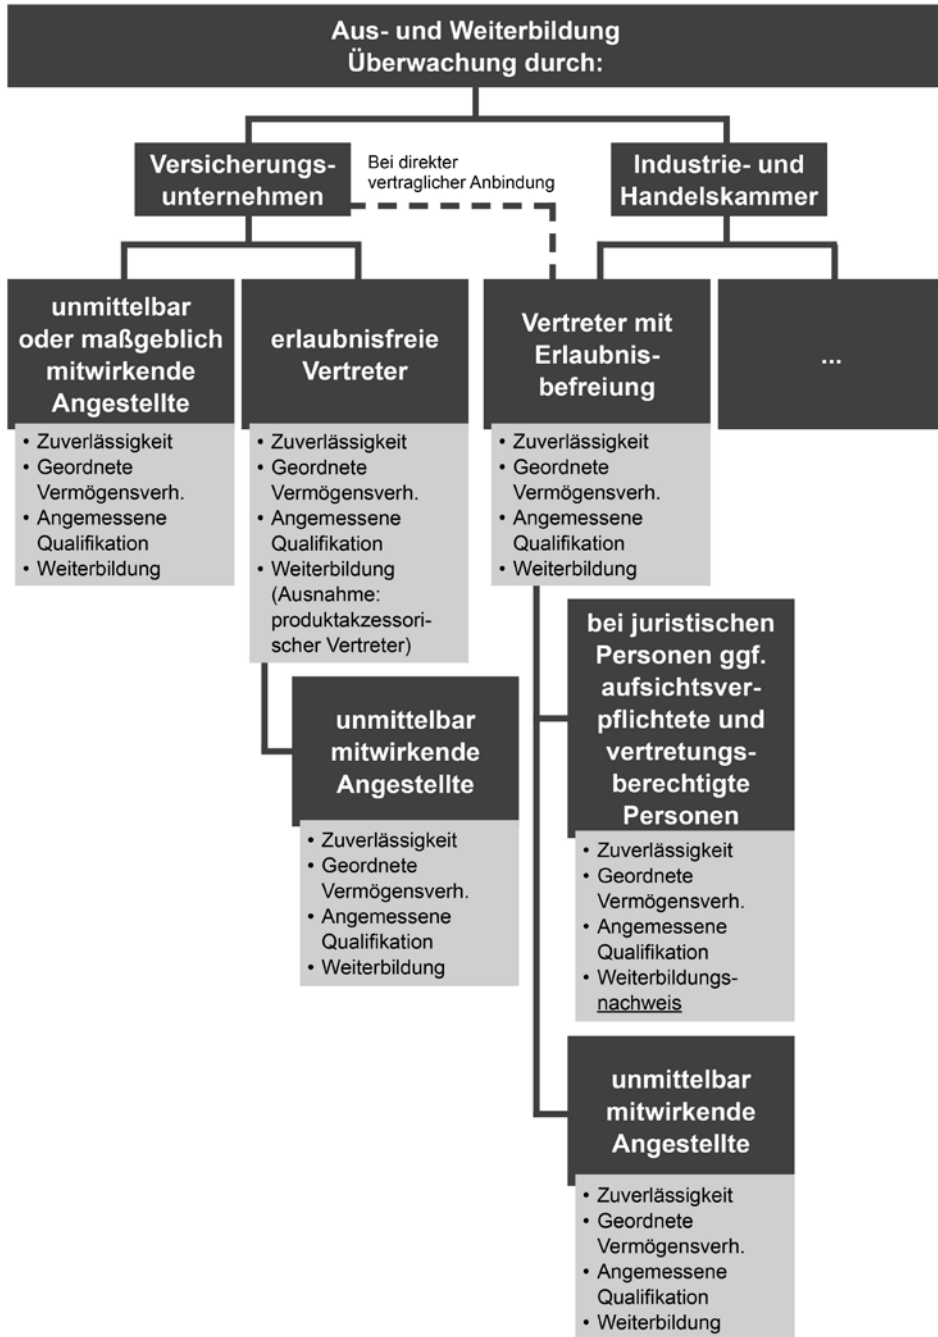 Aus- und Weiterbildung
Überwachung durch:
Versicherungs-
unternehmen
Bei direkter
vertraglicher Anbindung
Industrie- und
Handelskammer
unmittelbar
oder maßgeblich
mitwirkende
Angestellte
• Zuverlässigkeit
• Geordnete
Vermögensverh.
• Angemessene
Qualifikation
• Weiterbildung
erlaubnisfreie
Vertreter
• Zuverlässigkeit
• Geordnete
Vermögensverh.
• Angemessene
Qualifikation
• Weiterbildung
(Ausnahme:
produktakzessori-
scher Vertreter)
unmittelbar
mitwirkende
Angestellte
• Zuverlässigkeit
• Geordnete
Vermögensverh.
• Angemessene
Qualifikation
• Weiterbildung
Vertreter mit
Erlaubnis-
befreiung
• Zuverlässigkeit
• Geordnete
Vermögensverh.
• Angemessene
Qualifikation
• Weiterbildung
bei juristischen
Personen ggf.
aufsichtsver-
pflichtete und
vertretungs-
berechtigte
Personen
• Zuverlässigkeit
• Geordnete
Vermögensverh.
• Angemessene
Qualifikation
• Weiterbildungs-
nachweis
unmittelbar
mitwirkende
Angestellte
• Zuverlässigkeit
• Geordnete
Vermögensverh.
• Angemessene
Qualifikation
• Weiterbildung
...